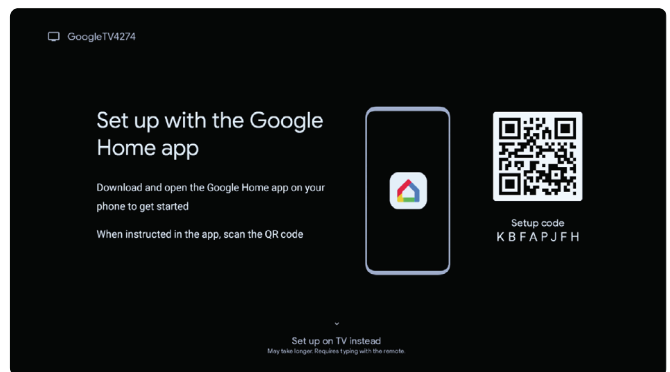 GoogleTV4274
Set up with the Google
Home app
Download and open the Google Home app on your
phone to get started
When instructed in the app, scan the QR code
Setup code
KBFAPJFH
Set up on TV instead
May take longer. Requires typing with the remote.